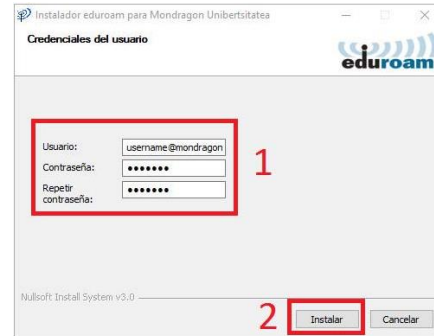 Instalador eduroam para Mondragon Unibertsitatea
Credenciales del usuario
eduroam
Usuario:
username@mondragon
Contraseña:
●●●●●●●
Repetir
contraseña:
●●●●●●●
1
Nullsoft Install System v3.0
2
Instalar
Cancelar